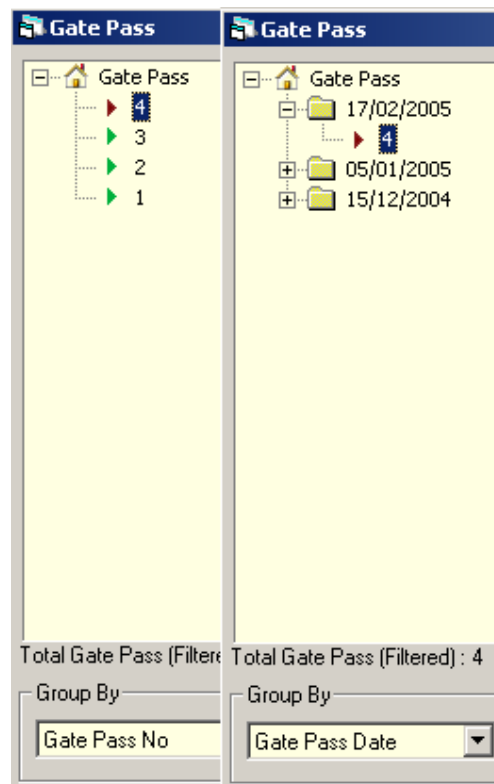 Gate Pass
Gate Pass
4
3
2
1
Total Gate Pass (Filtere
Group By
Gate Pass No
Gate Pass
Gate Pass
17/02/2005
4
05/01/2005
15/12/2004
Total Gate Pass (Filtered) : 4
Group By
Gate Pass Date